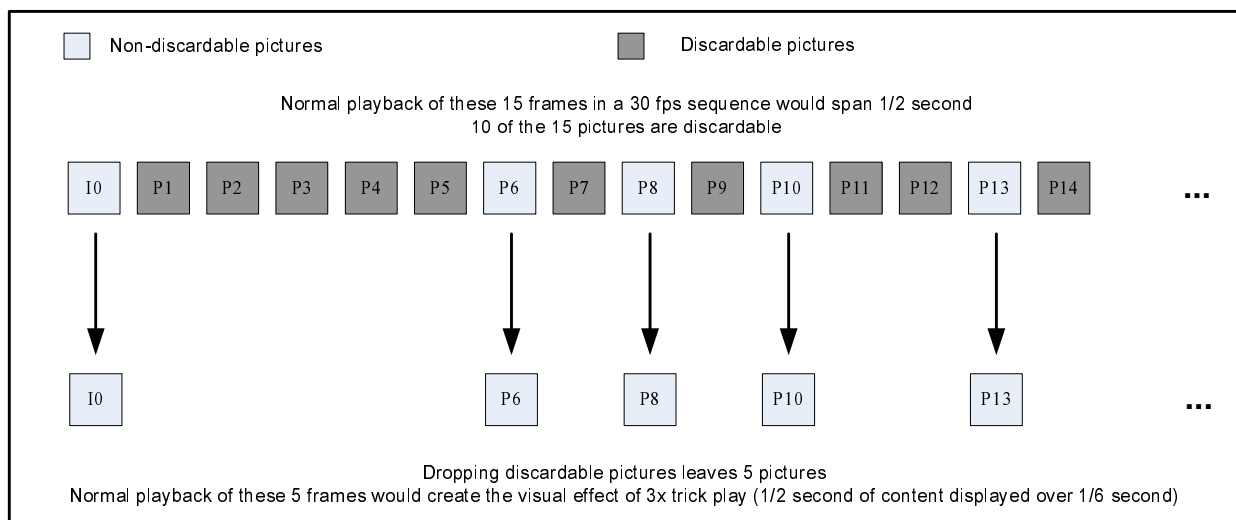 Non-discardable pictures
Discardable pictures
Normal playback of these 15 frames in a 30 fps sequence would span 1/2 second
10 of the 15 pictures are discardable
I0 P1 P2 P3 P4 P5 P6 P7 P8 P9 P10 P11 P12 P13 P14 ...
I0 P6 P8 P10 P13 ...
Dropping discardable pictures leaves 5 pictures
Normal playback of these 5 frames would create the visual effect of 3x trick play (1/2 second of content displayed over 1/6 second)